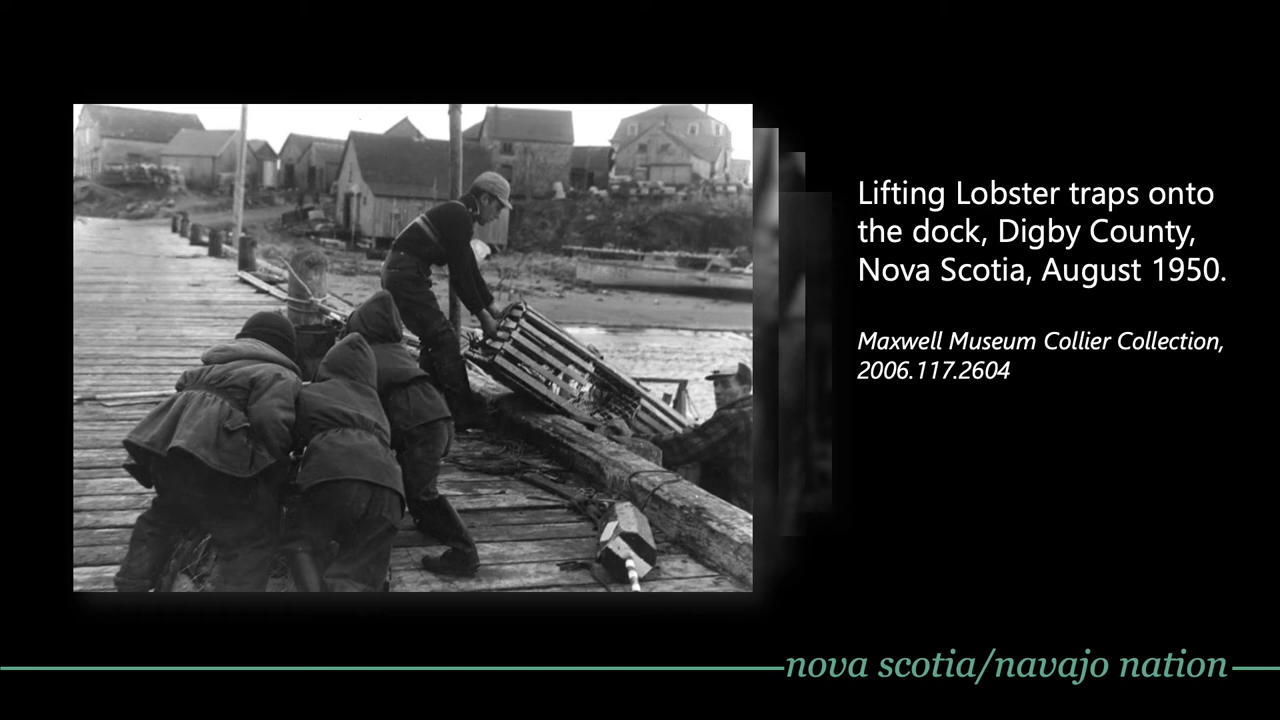 Lifting Lobster traps onto
the dock, Digby County,
Nova Scotia, August 1950.
Maxwell Museum Collier Collection,
2006.117.2604
nova scotia/navajo nation